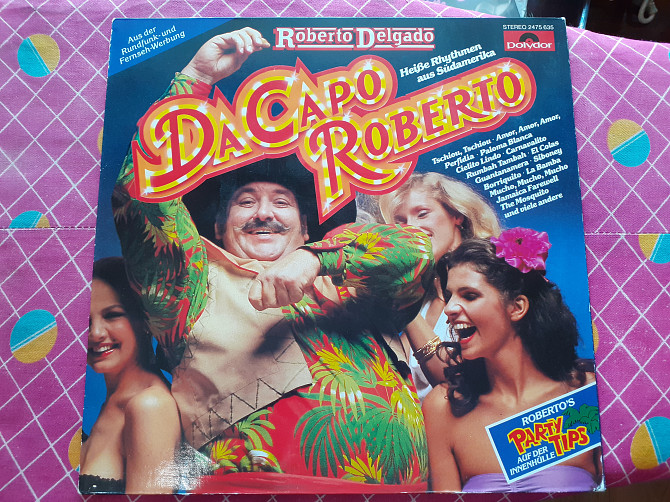 Aus der
Rundfunk- und
Fernseh-Werbung
Roberto Delgado
STEREO 2475 635
Polydor
Heiße Rhythmen
aus Südamerika
DA CAPO
ROBERTO
Tschiou, Tschiou · Amor, Amor, Amor,
Perfidia · Paloma Blanca
Cielito Lindo · Carnavalito
Rumbah Tambah · El Colas
Guantanamera · Siboney
Borriquito · La Bamba
Mucho, Mucho, Mucho
Jamaica Farewell
The Mosquito
und viele andere
ROBERTO'S
PARTY
TIPS
AUF DER
INNENHÜLLE